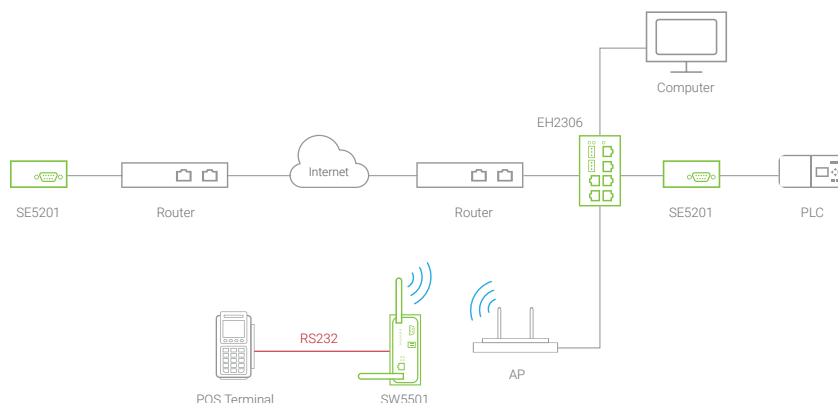 Computer
EH2306
Internet
SE5201
Router
Router
SE5201
PLC
RS232
AP
POS Terminal
SW5501